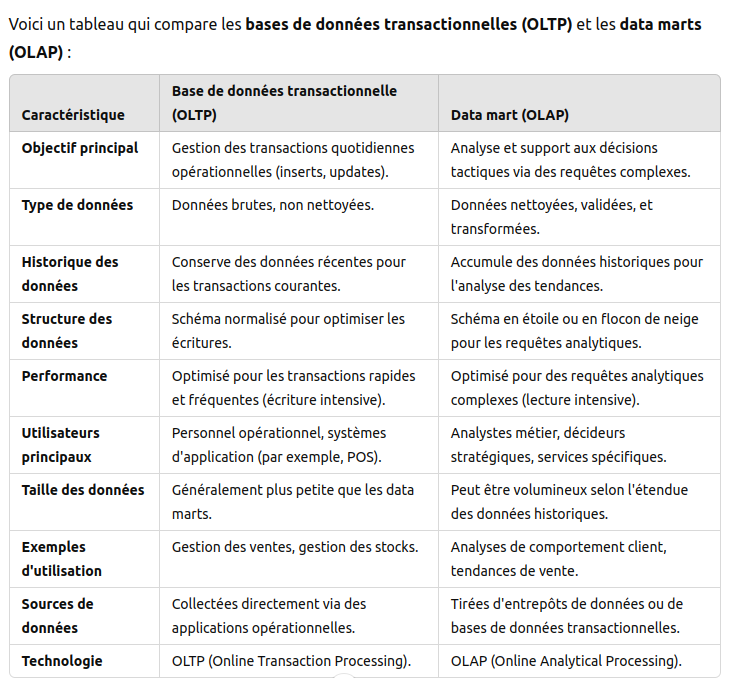 Voici un tableau qui compare les bases de données transactionnelles (OLTP) et les data marts
(OLAP) :
Caractéristique
Base de données transactionnelle
(OLTP)
Data mart (OLAP)
Objectif principal
Gestion des transactions quotidiennes
opérationnelles (inserts, updates).
Analyse et support aux décisions
tactiques via des requêtes complexes.
Type de données
Données brutes, non nettoyées.
Données nettoyées, validées, et
transformées.
Historique des
données
Conserve des données récentes pour
les transactions courantes.
Accumule des données historiques pour
l'analyse des tendances.
Structure des
données
Schéma normalisé pour optimiser les
écritures.
Schéma en étoile ou en flocon de neige
pour les requêtes analytiques.
Performance
Optimisé pour les transactions rapides
et fréquentes (écriture intensive).
Optimisé pour des requêtes analytiques
complexes (lecture intensive).
Utilisateurs
principaux
Personnel opérationnel, systèmes
d'application (par exemple, POS).
Analystes métier, décideurs
stratégiques, services spécifiques.
Taille des données
Généralement plus petite que les data
marts.
Peut être volumineux selon l'étendue
des données historiques.
Exemples
d'utilisation
Gestion des ventes, gestion des stocks.
Analyses de comportement client,
tendances de vente.
Sources de
données
Collectées directement via des
applications opérationnelles.
Tirées d'entrepôts de données ou de
bases de données transactionnelles.
Technologie
OLTP (Online Transaction Processing).
OLAP (Online Analytical Processing).